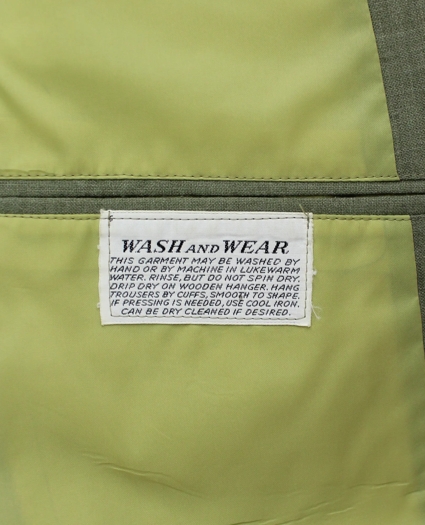 WASH AND WEAR
THIS GARMENT MAY BE WASHED BY
HAND OR BY MACHINE IN LUKEWARM
WATER. RINSE, BUT DO NOT SPIN DRY.
DRIP DRY ON WOODEN HANGER. HANG
TROUSERS BY CUFFS, SMOOTH TO SHAPE.
IF PRESSING IS NEEDED, USE COOL IRON.
CAN BE DRY CLEANED IF DESIRED.